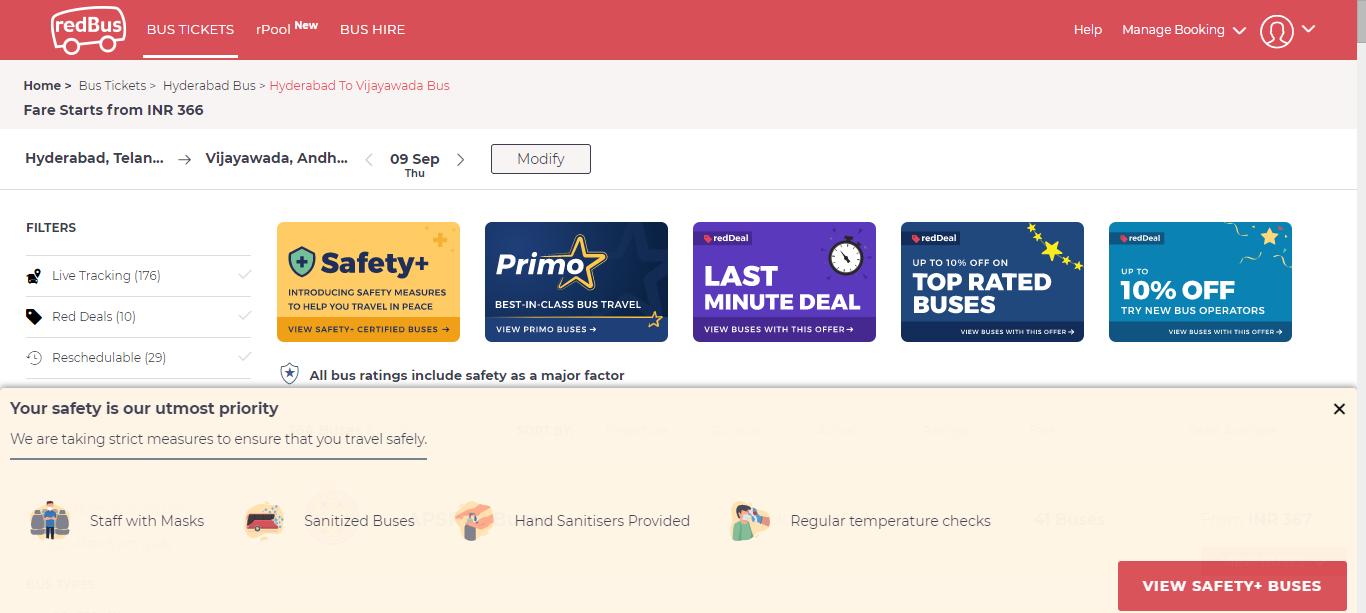 redBus
BUS TICKETS
rPool New
BUS HIRE
Help
Manage Booking
Home > Bus Tickets > Hyderabad Bus > Hyderabad To Vijayawada Bus
Fare Starts from INR 366
Hyderabad, Telan... → Vijayawada, Andh... < 09 Sep >
Thu
Modify
FILTERS
Live Tracking (176)
Red Deals (10)
Reschedulable (29)
Safety+
INTRODUCING SAFETY MEASURES
TO HELP YOU TRAVEL IN PEACE
VIEW SAFETY+ CERTIFIED BUSES →
Primo
BEST-IN-CLASS BUS TRAVEL
VIEW PRIMO BUSES →
redDeal
LAST
MINUTE DEAL
VIEW BUSES WITH THIS OFFER →
redDeal
UP TO 10% OFF ON
TOP RATED
BUSES
VIEW BUSES WITH THIS OFFER →
redDeal
UP TO
10% OFF
TRY NEW BUS OPERATORS
VIEW BUSES WITH THIS OFFER →
All bus ratings include safety as a major factor
Your safety is our utmost priority
We are taking strict measures to ensure that you travel safely.
SORT BY:
Staff with Masks
Sanitized Buses
Hand Sanitisers Provided
Regular temperature checks
41 Buses
From INR 367
BUS TYPES
VIEW SAFETY+ BUSES